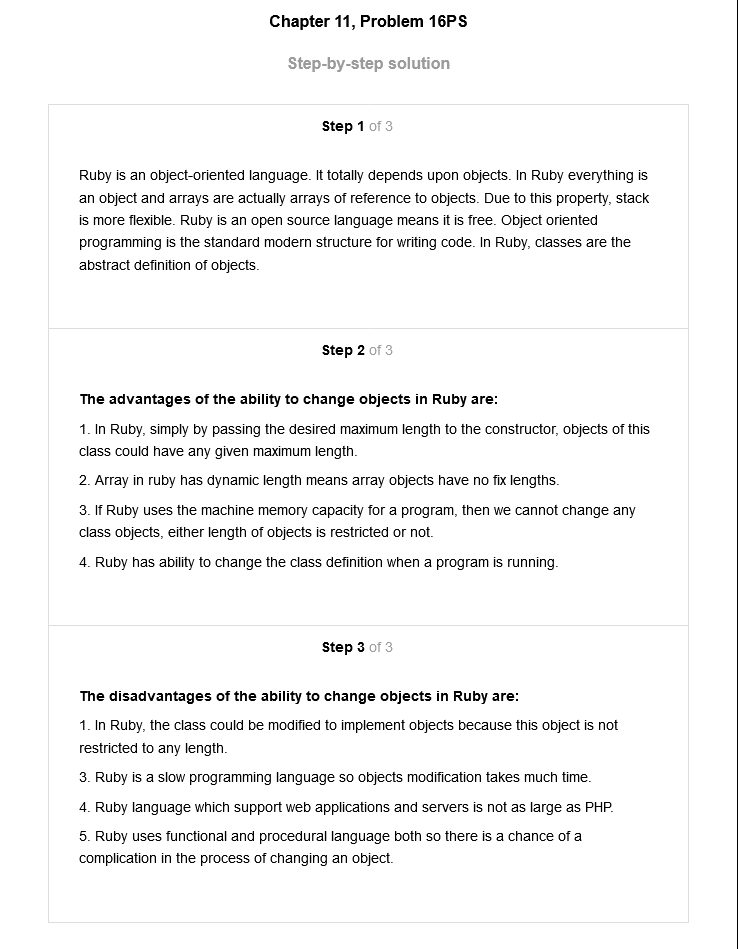 Chapter 11, Problem 16PS
Step-by-step solution
Step 1 of 3
Ruby is an object-oriented language. It totally depends upon objects. In Ruby everything is
an object and arrays are actually arrays of reference to objects. Due to this property, stack
is more flexible. Ruby is an open source language means it is free. Object oriented
programming is the standard modern structure for writing code. In Ruby, classes are the
abstract definition of objects.
Step 2 of 3
The advantages of the ability to change objects in Ruby are:
1. In Ruby, simply by passing the desired maximum length to the constructor, objects of this
class could have any given maximum length.
2. Array in ruby has dynamic length means array objects have no fix lengths.
3. If Ruby uses the machine memory capacity for a program, then we cannot change any
class objects, either length of objects is restricted or not.
4. Ruby has ability to change the class definition when a program is running.
Step 3 of 3
The disadvantages of the ability to change objects in Ruby are:
1. In Ruby, the class could be modified to implement objects because this object is not
restricted to any length.
3. Ruby is a slow programming language so objects modification takes much time.
4. Ruby language which support web applications and servers is not as large as PHP.
5. Ruby uses functional and procedural language both so there is a chance of a
complication in the process of changing an object.